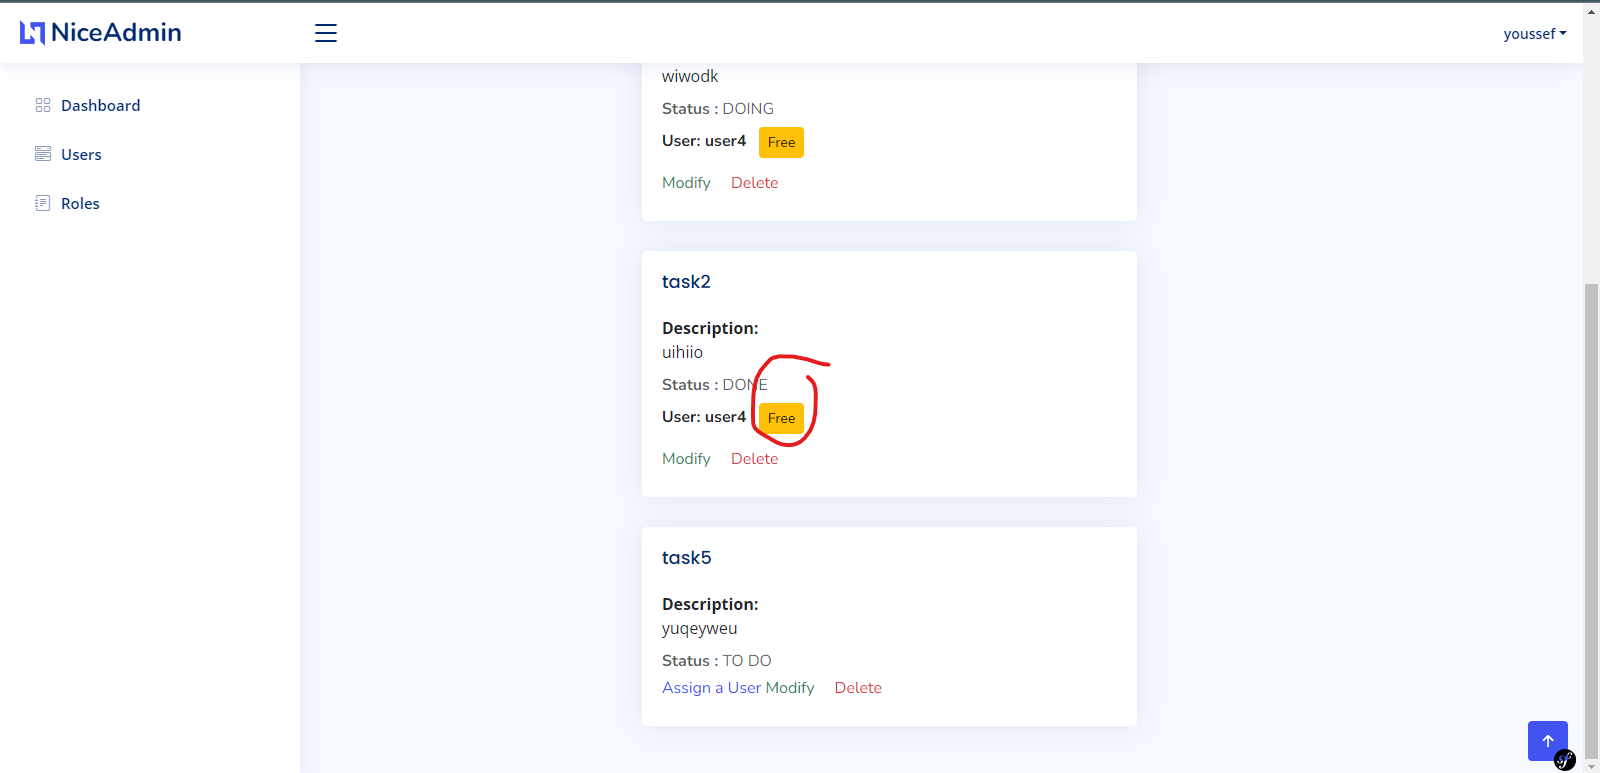 NiceAdmin
youssef
Dashboard
Users
Roles
wiwodk
Status : DOING
User: user4 Free
Modify Delete
task2
Description:
uihiio
Status : DONE
User: user4 Free
Modify Delete
task5
Description:
yuqeyweu
Status : TO DO
Assign a User Modify Delete
sf